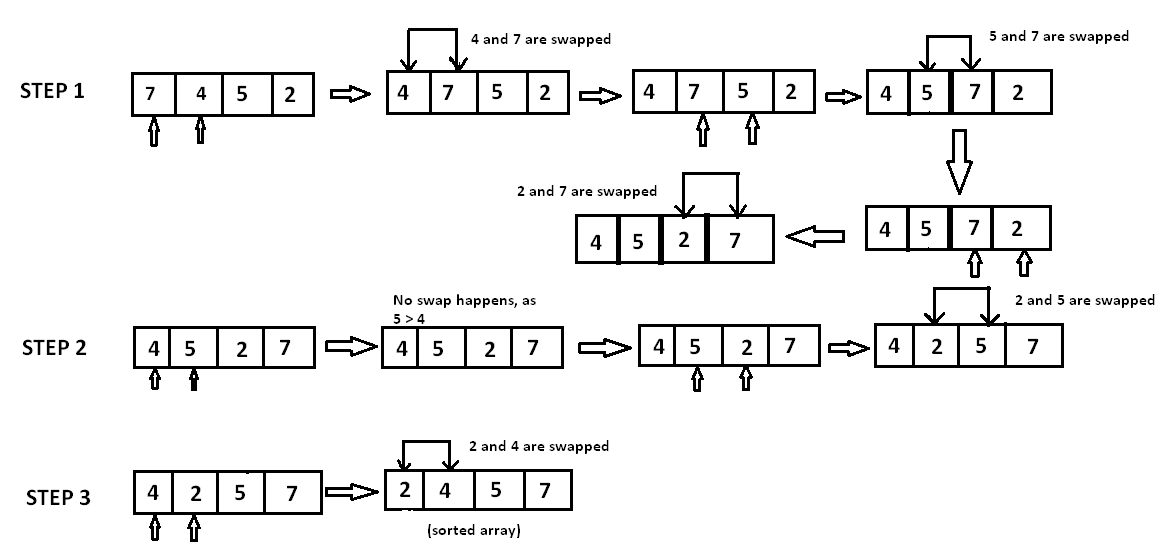 4 and 7 are swapped
5 and 7 are swapped
STEP 1
7 4 5 2
4 7 5 2
4 7 5 2
4 5 7 2
2 and 7 are swapped
4 5 2 7
4 5 7 2
No swap happens, as
5 > 4
2 and 5 are swapped
STEP 2
4 5 2 7
4 5 2 7
4 5 2 7
4 2 5 7
2 and 4 are swapped
STEP 3
4 2 5 7
2 4 5 7
(sorted array)